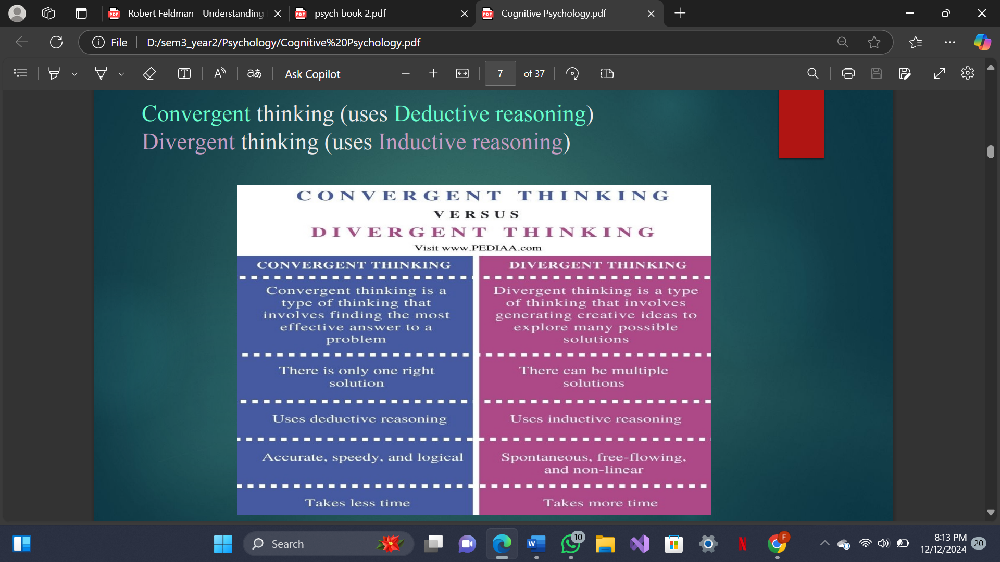 Robert Feldman - Understanding
psych book 2.pdf
Cognitive Psychology.pdf
File
D:/sem3_year2/Psychology/Cognitive%20Psychology.pdf
Ask Copilot
7 of 37
Convergent thinking (uses Deductive reasoning)
Divergent thinking (uses Inductive reasoning)
CONVERGENT THINKING
VERSUS
DIVERGENT THINKING
Visit www.PEDIAA.com
CONVERGENT THINKING
Convergent thinking is a
type of thinking that
involves finding the most
effective answer to a
problem
There is only one right
solution
Uses deductive reasoning
Accurate, speedy, and logical
Takes less time
DIVERGENT THINKING
Divergent thinking is a type
of thinking that involves
generating creative ideas to
explore many possible
solutions
There can be multiple
solutions
Uses inductive reasoning
Spontaneous, free-flowing,
and non-linear
Takes more time
Search
10
F
8:13 PM
12/12/2024
20